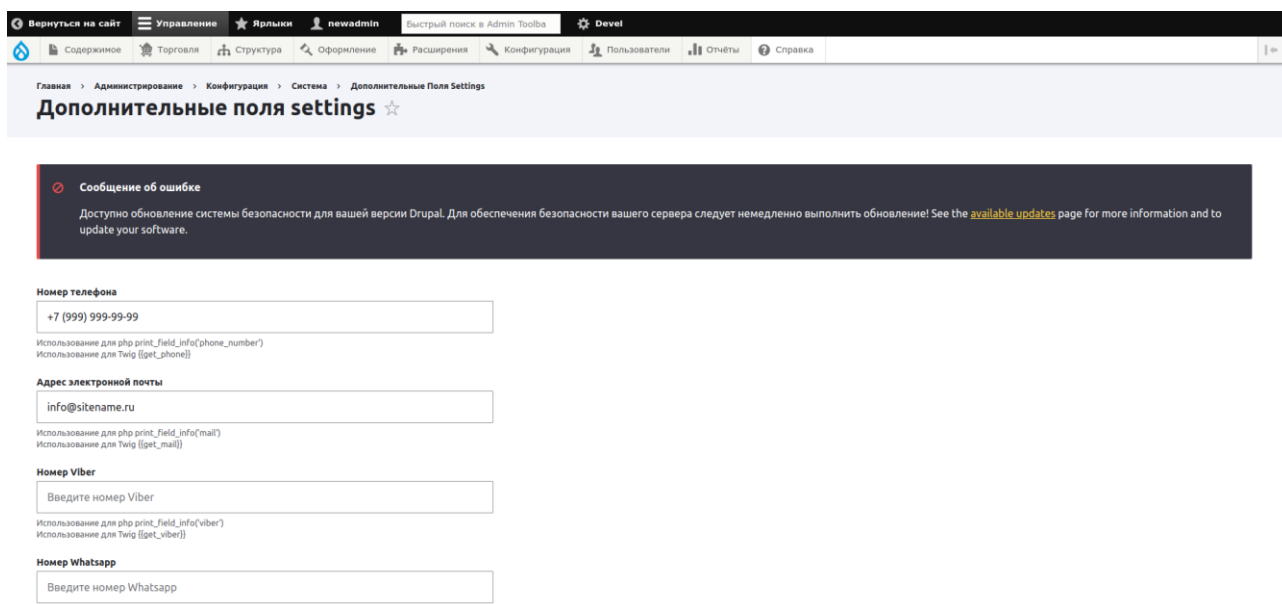 Вернуться на сайт Управление Ярлыки newadmin Быстрый поиск в Admin Toolba Devel
Содержимое Торговля Структура Оформление Расширения Конфигурация Пользователи Отчёты Справка
Главная > Администрирование > Конфигурация > Система > Дополнительные Поля Settings
Дополнительные поля settings
Сообщение об ошибке
Доступно обновление системы безопасности для вашей версии Drupal. Для обеспечения безопасности вашего сервера следует немедленно выполнить обновление! See the available updates page for more information and to
update your software.
Номер телефона
+7 (999) 999-99-99
Использование для php print_field_info('phone_number')
Использование для Twig {{get_phone}}
Адрес электронной почты
info@sitename.ru
Использование для php print_field_info('mail')
Использование для Twig {{get_mail}}
Номер Viber
Введите номер Viber
Использование для php print_field_info('viber')
Использование для Twig {{get_viber}}
Номер Whatsapp
Введите номер Whatsapp